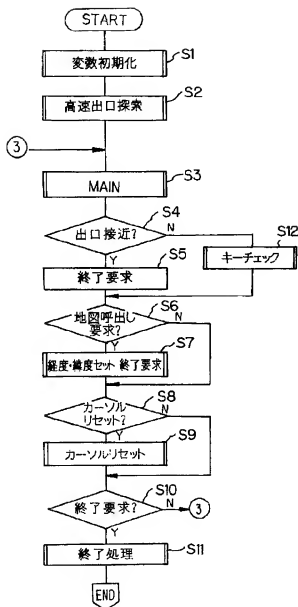 START
S1
変数初期化
S2
高速出口探索
3
S3
MAIN
S4
出口接近?
N
S12
Y
S5
キーチェック
終了要求
S6
地図呼出し
要求?
N
Y
S7
経度・緯度セット 終了要求
S8
カーソル
リセット?
N
Y
S9
カーソルリセット
S10
終了要求?
N
3
Y
S11
終了処理
END